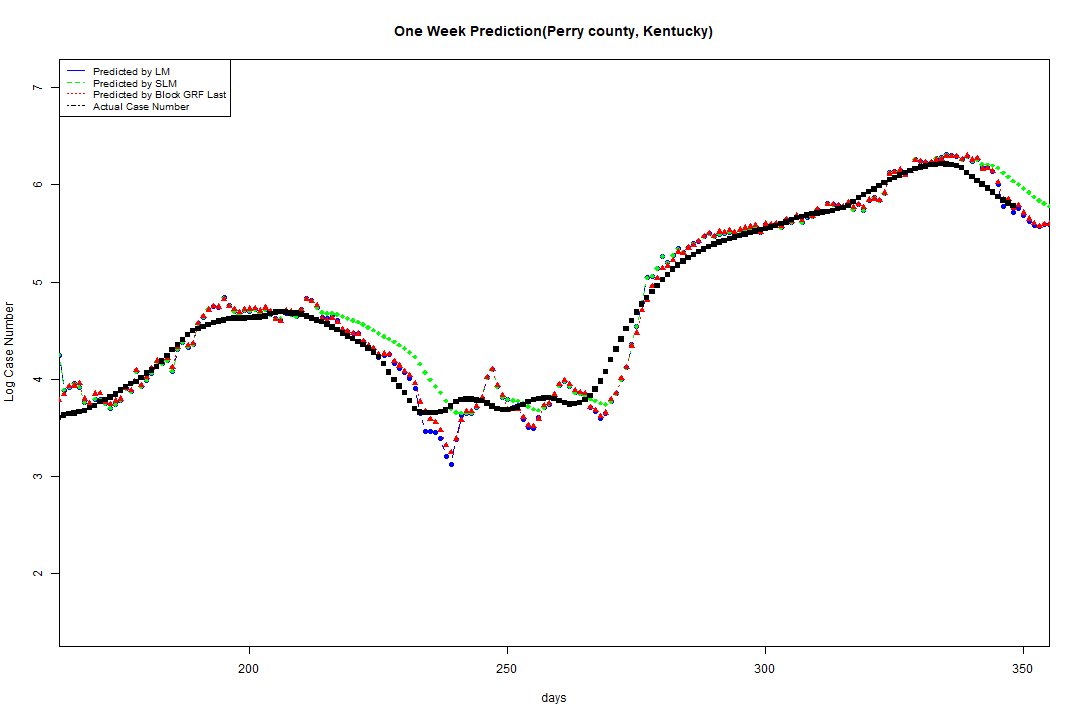 One Week Prediction(Perry county, Kentucky)
Predicted by LM
Predicted by SLM
Predicted by Block GRF Last
Actual Case Number
7
6
5
4
3
2
Log Case Number
200 250 300 350
days